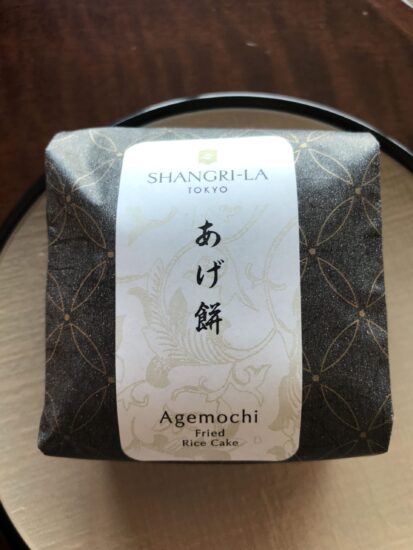 SHANGRI-LA
TOKYO
あげ餅
Agemochi
Fried
Rice Cake